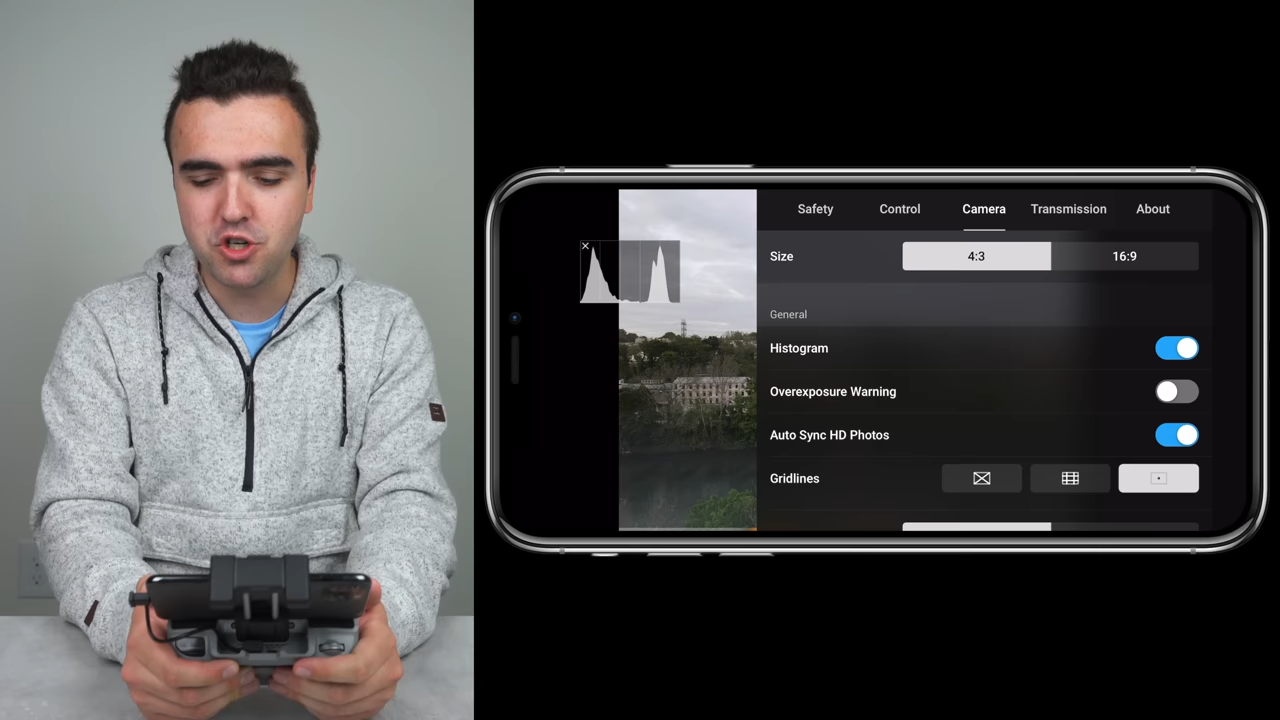 Safety Control Camera Transmission About
Size 4:3 16:9
General
Histogram
Overexposure Warning
Auto Sync HD Photos
Gridlines